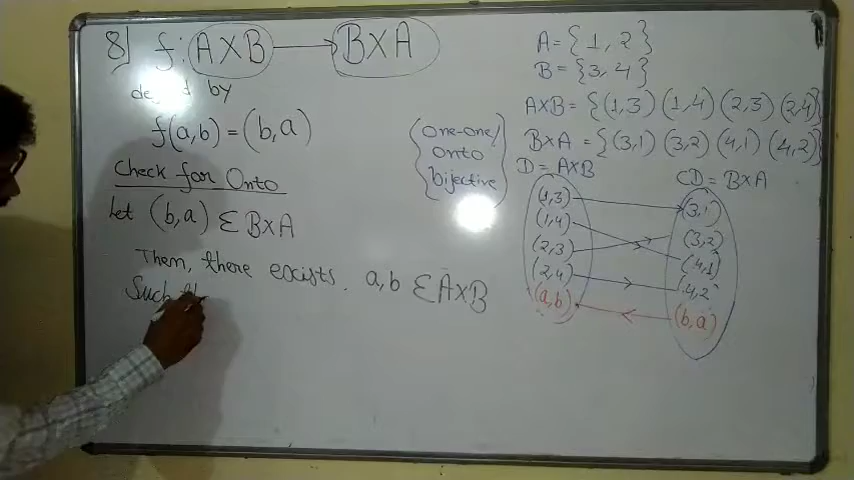 8) f: A×B → B×A
by
f(a,b) = (b,a)
Check for Onto
Let (b,a) ∈ B×A
Them, there exists. a,b ∈ A×B
Such
{one-one/
onto
bijective}
A = {1, 2}
B = {3, 4}
A×B = {(1,3) (1,4) (2,3) (2,4)}
B×A = {(3,1) (3,2) (4,1) (4,2)}
D = A×B
CD = B×A
(1,3)
(1,4)
(2,3)
(2,4)
(a,b)
(3,1)
(3,2)
(4,1)
(4,2
(b,a)